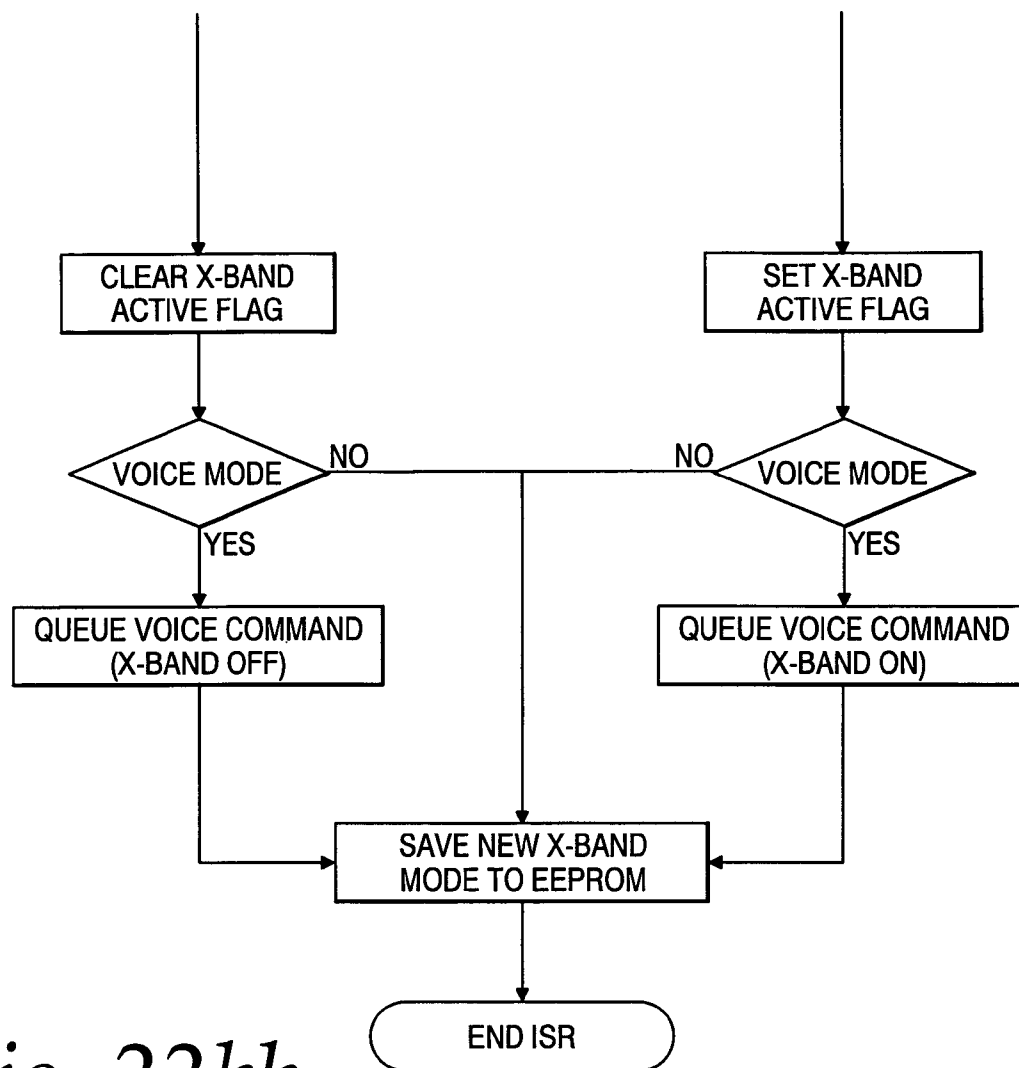 CLEAR X-BAND
ACTIVE FLAG
SET X-BAND
ACTIVE FLAG
VOICE MODE
NO
YES
NO
VOICE MODE
YES
QUEUE VOICE COMMAND
(X-BAND OFF)
QUEUE VOICE COMMAND
(X-BAND ON)
SAVE NEW X-BAND
MODE TO EEPROM
END ISR